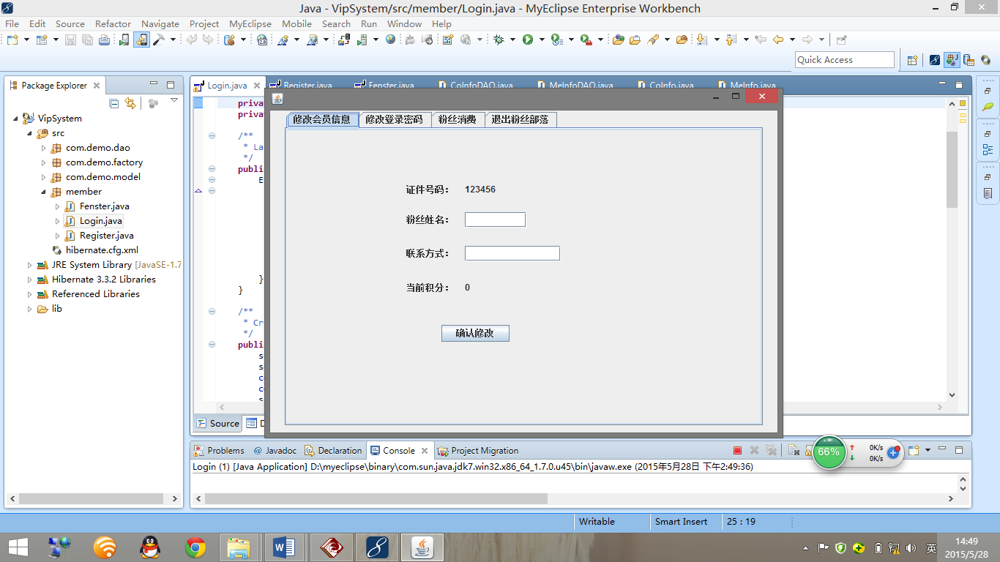 Java - VipSystem/src/member/Login.java - MyEclipse Enterprise Workbench
File Edit Source Refactor Navigate Project MyEclipse Mobile Search Run Window Help
Quick Access
Package Explorer
Login.java Register.java Fenster.java CoInfoDAO.java MeInfoDAO.java CoInfo.java MeInfo.java
VipSystem
src
com.demo.dao
com.demo.factory
com.demo.model
member
Fenster.java
Login.java
Register.java
hibernate.cfg.xml
JRE System Library [JavaSE-1.7
Hibernate 3.3.2 Libraries
Referenced Libraries
lib
priva
priva
/**
* La
*/
publi
E
}
}
/**
* Cr
*/
publi
s
s
c
c
s
修改会员信息 修改登录密码 粉丝消费 退出粉丝部落
证件号码： 123456
粉丝姓名：
联系方式：
当前积分： 0
确认修改
Source D
Problems @ Javadoc Declaration Console Project Migration
66%
0K/s
0K/s
Login (1) [Java Application] D:\myeclipse\binary\com.sun.java.jdk7.win32.x86_64_1.7.0.u45\bin\javaw.exe (2015年5月28日 下午2:49:36)
Writable Smart Insert 25 : 19
英
14:49
2015/5/28